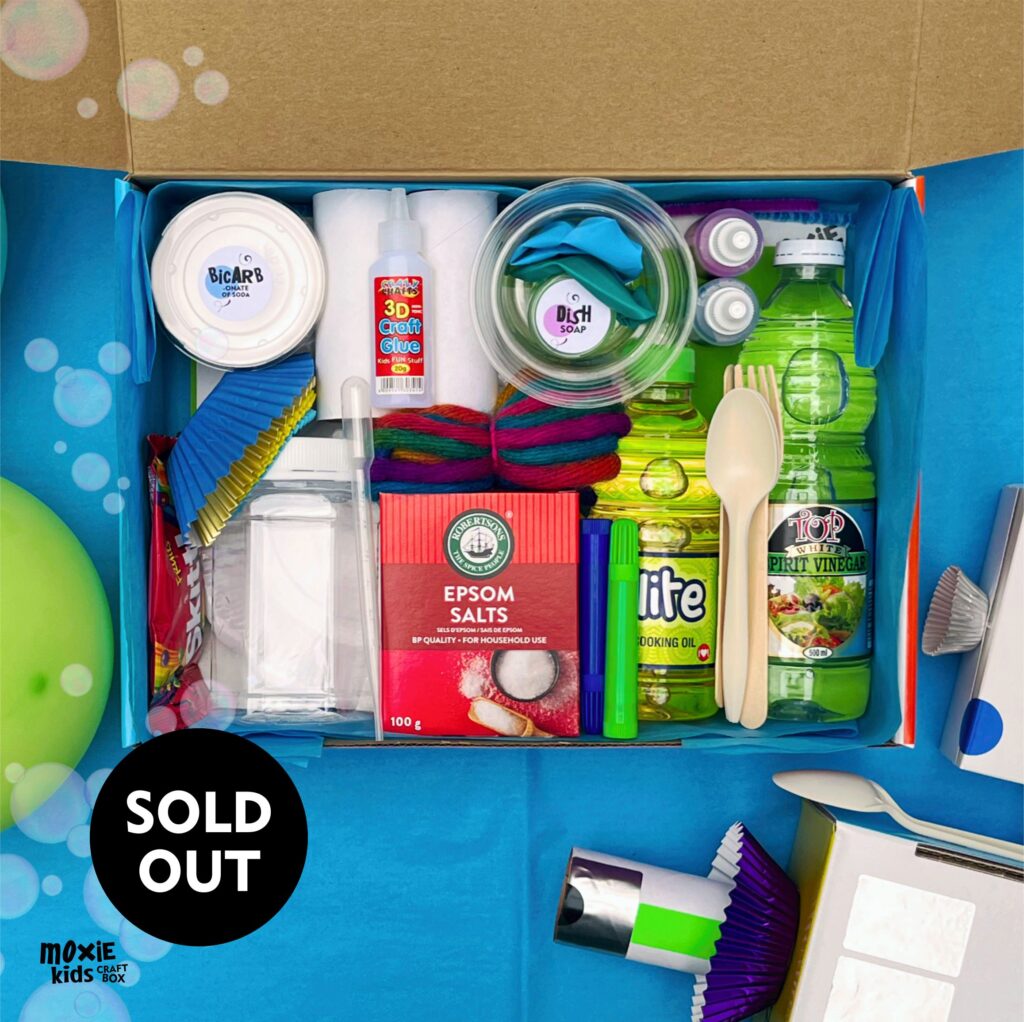 BicARB
-ONATE
OF SODA
3D
Craft
Glue
Kids FUN Stuff
20g
DiSH
SOAP
ROBERTSONS
THE SPICE PEOPLE
EPSOM
SALTS
SELS D'EPSOM / SAIS DE EPSOM
BP QUALITY • FOR HOUSEHOLD USE
100 g
lite
COOKING OIL
TOP
WHITE
SPIRIT VINEGAR
500 ml
SOLD
OUT
moxie
kids CRAFT
BOX